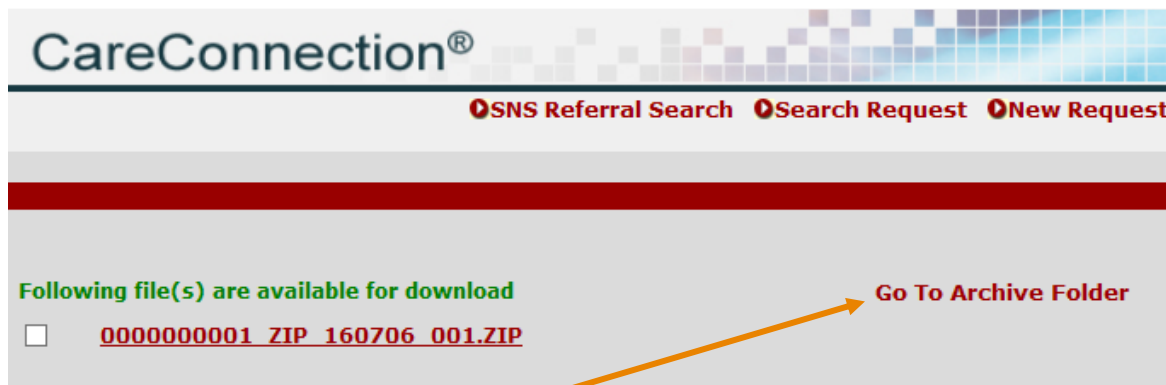 CareConnection®
SNS Referral Search Search Request New Request
Following file(s) are available for download
Go To Archive Folder
0000000001_ZIP_160706_001.ZIP